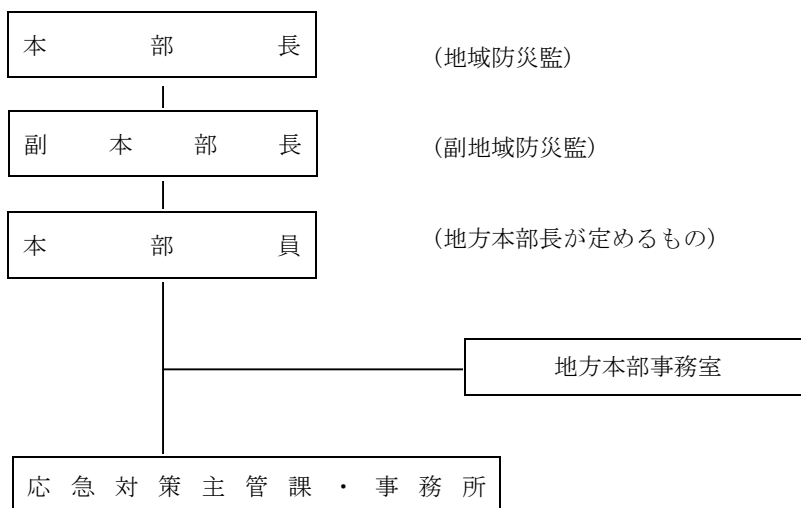 本部長
(地域防災監)
副本部長
(副地域防災監)
本部員
(地方本部長が定めるもの)
地方本部事務室
応急対策主管課・事務所